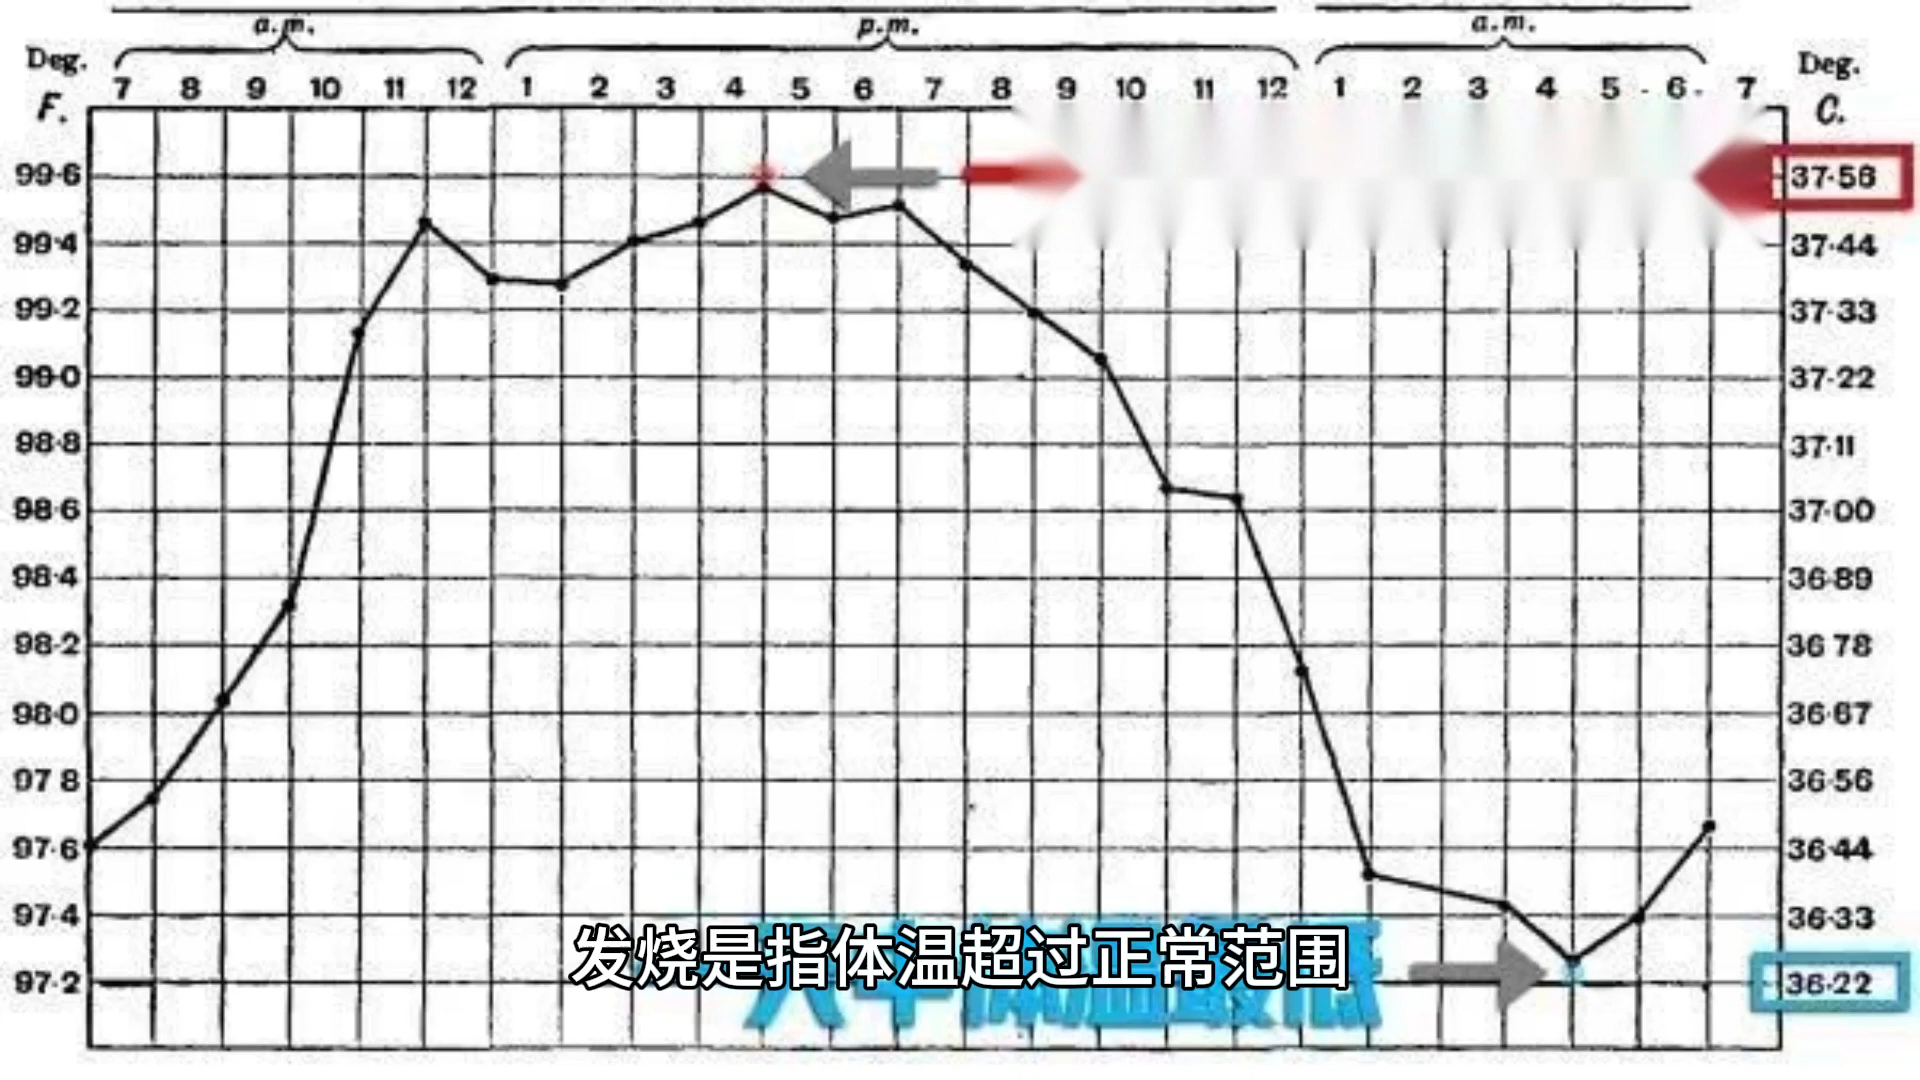 a.m. p.m. a.m.
Deg. Deg.
7 8 9 10 11 12 1 2 3 4 5 6 7 8 9 10 11 12 1 2 3 4 5 6 7
F. C.
99·6 37·56
99·4 37·44
99·2 37·33
99·0 37·22
98·8 37·11
98·6 37·00
98·4 36·89
98·2 36·78
98·0 36·67
97·8 36·56
97·6 36·44
97·4 36·33
发烧是指体温超过正常范围
97·2 36·22